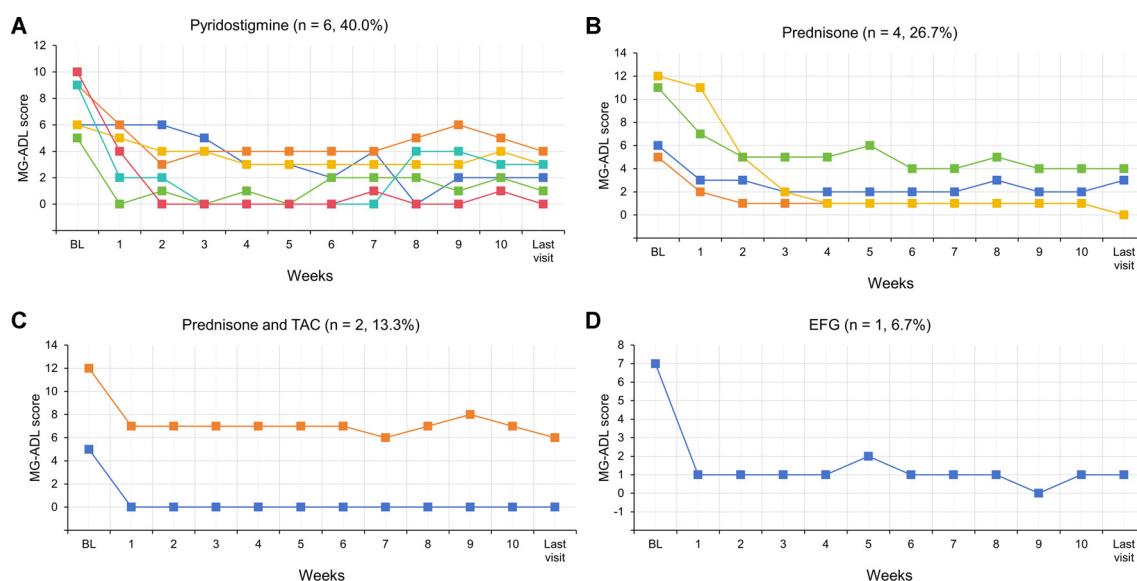 A
Pyridostigmine (n = 6, 40.0%)
MG-ADL score
12
10
8
6
4
2
0
BL 1 2 3 4 5 6 7 8 9 10 Last visit
Weeks
B
Prednisone (n = 4, 26.7%)
MG-ADL score
14
12
10
8
6
4
2
0
BL 1 2 3 4 5 6 7 8 9 10 Last visit
Weeks
C
Prednisone and TAC (n = 2, 13.3%)
MG-ADL score
14
12
10
8
6
4
2
0
BL 1 2 3 4 5 6 7 8 9 10 Last visit
Weeks
D
EFG (n = 1, 6.7%)
MG-ADL score
8
7
6
5
4
3
2
1
0
-1
BL 1 2 3 4 5 6 7 8 9 10 Last visit
Weeks